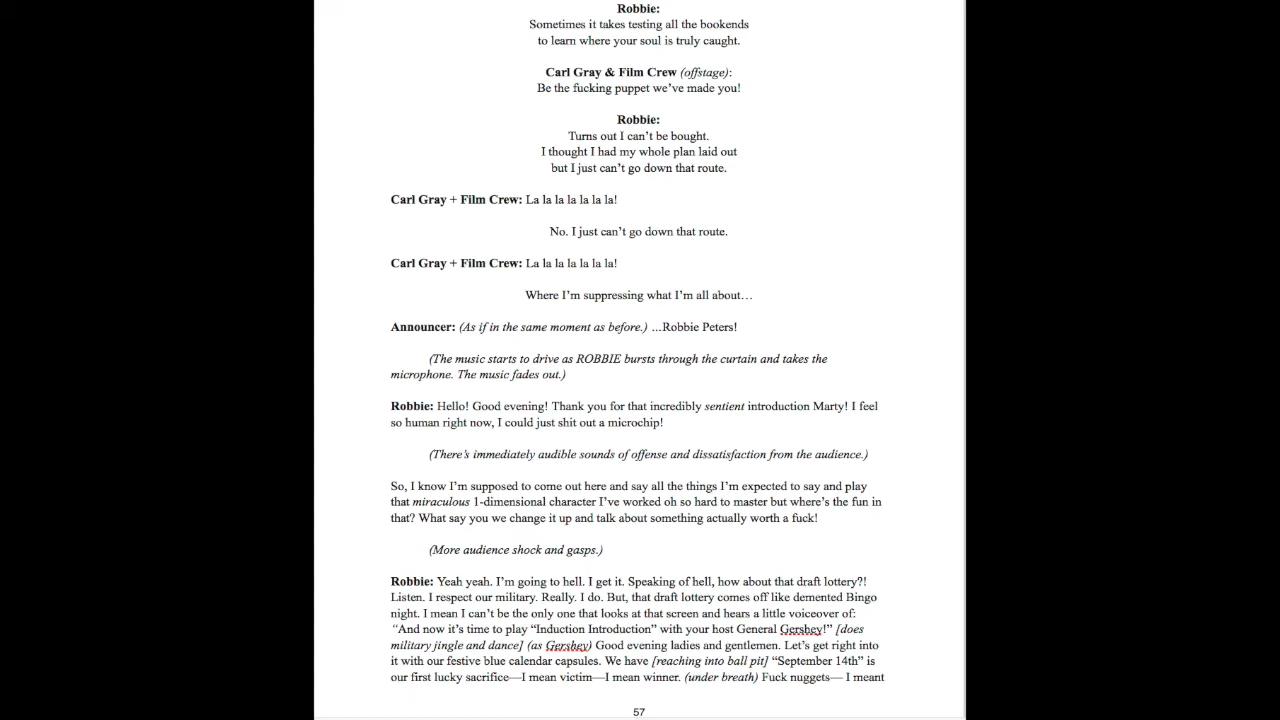 Robbie:
Sometimes it takes testing all the bookends
to learn where your soul is truly caught.
Carl Gray & Film Crew (offstage):
Be the fucking puppet we’ve made you!
Robbie:
Turns out I can’t be bought.
I thought I had my whole plan laid out
but I just can’t go down that route.
Carl Gray + Film Crew: La la la la la la la!
No. I just can’t go down that route.
Carl Gray + Film Crew: La la la la la la la!
Where I’m suppressing what I’m all about…
Announcer: (As if in the same moment as before.) …Robbie Peters!
(The music starts to drive as ROBBIE bursts through the curtain and takes the
microphone. The music fades out.)
Robbie: Hello! Good evening! Thank you for that incredibly sentient introduction Marty! I feel
so human right now, I could just shit out a microchip!
(There’s immediately audible sounds of offense and dissatisfaction from the audience.)
So, I know I’m supposed to come out here and say all the things I’m expected to say and play
that miraculous 1-dimensional character I’ve worked oh so hard to master but where’s the fun in
that? What say you we change it up and talk about something actually worth a fuck!
(More audience shock and gasps.)
Robbie: Yeah yeah. I’m going to hell. I get it. Speaking of hell, how about that draft lottery?!
Listen. I respect our military. Really. I do. But, that draft lottery comes off like demented Bingo
night. I mean I can’t be the only one that looks at that screen and hears a little voiceover of:
“And now it’s time to play “Induction Introduction” with your host General Gershey!” [does
military jingle and dance] (as Gershey) Good evening ladies and gentlemen. Let’s get right into
it with our festive blue calendar capsules. We have [reaching into ball pit] “September 14th” is
our first lucky sacrifice—I mean victim—I mean winner. (under breath) Fuck nuggets— I meant
57